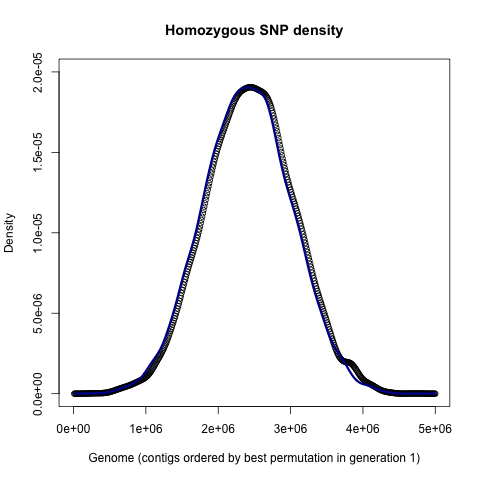 Homozygous SNP density
Density
2.0e-05
1.5e-05
1.0e-05
5.0e-06
0.0e+00
0e+00 1e+06 2e+06 3e+06 4e+06 5e+06
Genome (contigs ordered by best permutation in generation 1)